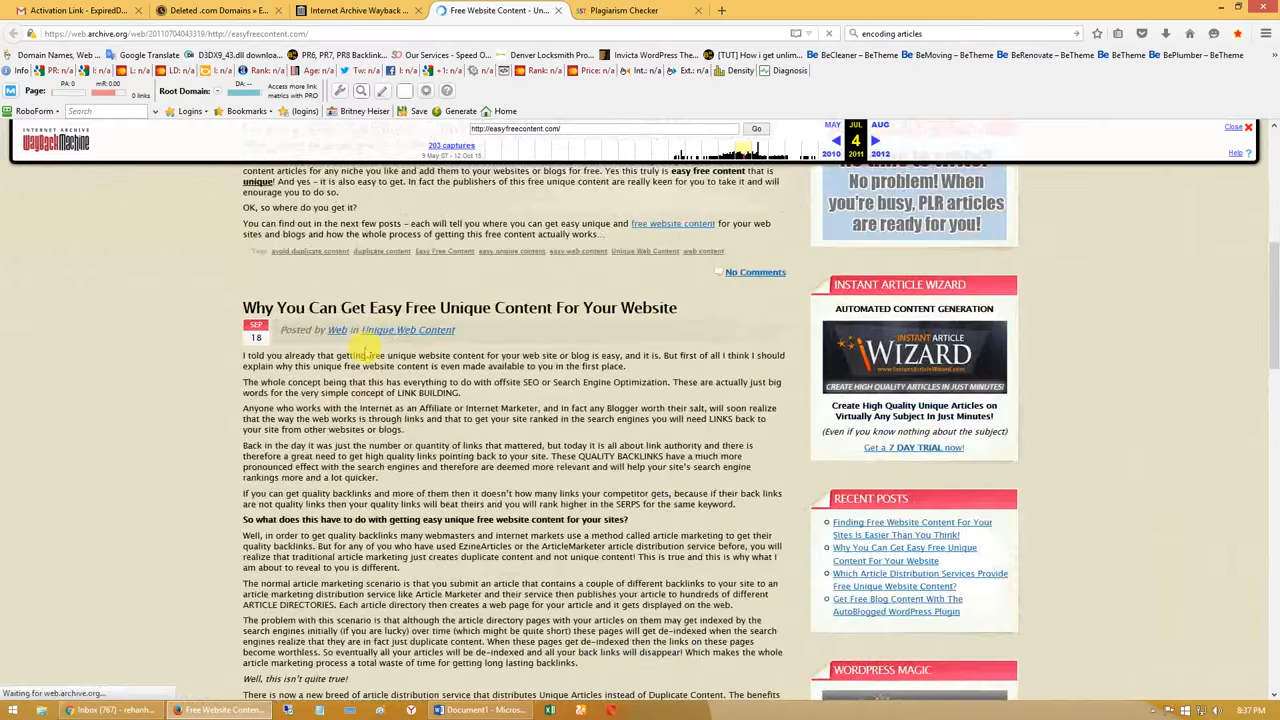 Activation Link - ExpiredD...
Deleted .com Domains » E...
Internet Archive Wayback ...
Free Website Content - Un...
Plagiarism Checker
https://web.archive.org/web/20110704043319/http://easyfreecontent.com/
encoding articles
Domain Names, Web ...
Google Translate
D3DX9_43.dll downloa...
PR6, PR7 Backlink...
Our Services - Speed O...
Denver Locksmith Pro...
Invicta WordPress The...
[TUT] How i get unlim...
BeCleaner – BeTheme
BeMoving – BeTheme
BeRenovate – BeTheme
BePlumber – BeTheme
Info
PR: n/a
I: n/a
L: n/a
LD: n/a
I: n/a
Rank: n/a
Age: n/a
Tw: n/a
l: n/a
+1: n/a
n/a
Rank: n/a
Price: n/a
Int.: n/a
Ext.: n/a
Density
Diagnosis
Page:
PA: 0
mR: 0.00
0 links
Root Domain:
DA: --
Access more link metrics with PRO
RoboForm
Search
Logins
Bookmarks
(logins)
Britney Heiser
Save
Generate
Home
INTERNET ARCHIVE
WayBackMachine
http://easyfreecontent.com/
Go
203 captures
9 May 07 - 12 Oct 15
MAY
JUL
AUG
4
2010
2011
2012
Close
Help
content articles for any niche you like and add them to your websites or blogs for free. Yes this truly is easy free content that is
unique! And yes – it is also easy to get. In fact the publishers of this free unique content are really keen for you to take it and will
encourage you to do so.
OK, so where do you get it?
You can find out in the next few posts – each will tell you where you can get easy unique and free website content for your web
sites and blogs and how the whole process of getting this free content actually works…
Tags: avoid duplicate content duplicate content Easy Free Content easy unique content easy web content Unique Web Content web content
No Comments
Why You Can Get Easy Free Unique Content For Your Website
SEP
18
Posted by Web in Unique Web Content
I told you already that getting free unique website content for your web site or blog is easy, and it is. But first of all I think I should
explain why this unique free website content is even made available to you in the first place.
The whole concept being that this has everything to do with offsite SEO or Search Engine Optimization. These are actually just big
words for the very simple concept of LINK BUILDING.
Anyone who works with the Internet as an Affiliate or Internet Marketer, and in fact any Blogger worth their salt, will soon realize
that the way the web works is through links and that to get your site ranked in the search engines you will need LINKS back to
your site from other websites or blogs.
Back in the day it was just the number or quantity of links that mattered, but today it is all about link authority and there is
therefore a great need to get high quality links pointing back to your site. These QUALITY BACKLINKS have a much more
pronounced effect with the search engines and therefore are deemed more relevant and will help your site's search engine
rankings more and a lot quicker.
If you can get quality backlinks and more of them then it doesn't how many links your competitor gets, because if their back links
are not quality links then your quality links will beat theirs and you will rank higher in the SERPS for the same keyword.
So what does this have to do with getting easy unique free website content for your sites?
Well, in order to get quality backlinks many webmasters and internet markets use a method called article marketing to get their
quality backlinks. But for any of you who have used EzineArticles or the ArticleMarketer article distribution service before, you will
realize that traditional article marketing just creates duplicate content and not unique content! This is true and this is why what I
am about to reveal to you is different.
The normal article marketing scenario is that you submit an article that contains a couple of different backlinks to your site to an
article marketing distribution service like Article Marketer and their service then publishes your article to hundreds of different
ARTICLE DIRECTORIES. Each article directory then creates a web page for your article and it gets displayed on the web.
The problem with this scenario is that although the article directory pages with your articles on them may get indexed by the
search engines initially (if you are lucky) over time (which might be quite short) these pages will get de-indexed when the search
engines realize that they are in fact just duplicate content. When these pages get de-indexed then the links on these pages
become worthless. So eventually all your articles will be de-indexed and all your back links will disappear! Which makes the whole
article marketing process a total waste of time for getting long lasting backlinks.
Well, this isn't quite true!
There is now a new breed of article distribution service that distributes Unique Articles instead of Duplicate Content. The benefits
No problem! When
you're busy, PLR articles
are ready for you!
INSTANT ARTICLE WIZARD
AUTOMATED CONTENT GENERATION
INSTANT ARTICLE
WIZARD
CREATE HIGH QUALITY ARTICLES IN JUST MINUTES!
Create High Quality Unique Articles on
Virtually Any Subject In Just Minutes!
(Even if you know nothing about the subject)
Get a 7 DAY TRIAL now!
RECENT POSTS
Finding Free Website Content For Your
Sites Is Easier Than You Think!
Why You Can Get Easy Free Unique
Content For Your Website
Which Article Distribution Services Provide
Free Unique Website Content?
Get Free Blog Content With The
AutoBlogged WordPress Plugin
WORDPRESS MAGIC
Waiting for web.archive.org...
Inbox (767) - rehanh...
Free Website Conten...
Document1 - Micros...
8:37 PM